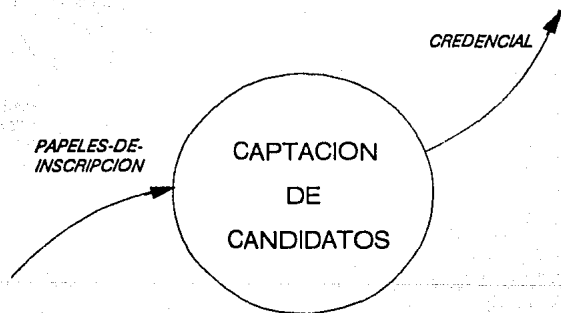 CREDENCIAL
PAPELES-DE-
INSCRIPCION
CAPTACION
DE
CANDIDATOS